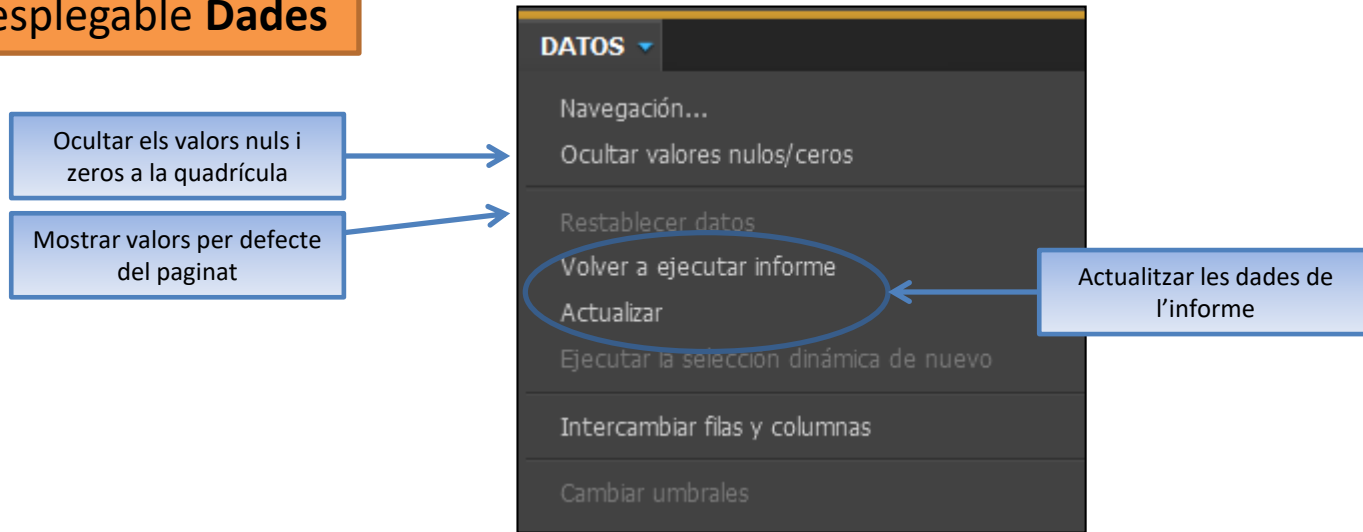 esplegable Dades
Ocultar els valors nuls i
zeros a la quadrícula
Mostrar valors per defecte
del paginat
DATOS
Navegación...
Ocultar valores nulos/ceros
Restablecer datos
Volver a ejecutar informe
Actualizar
Ejecutar la selección dinámica de nuevo
Intercambiar filas y columnas
Cambiar umbrales
Actualitzar les dades de
l’informe